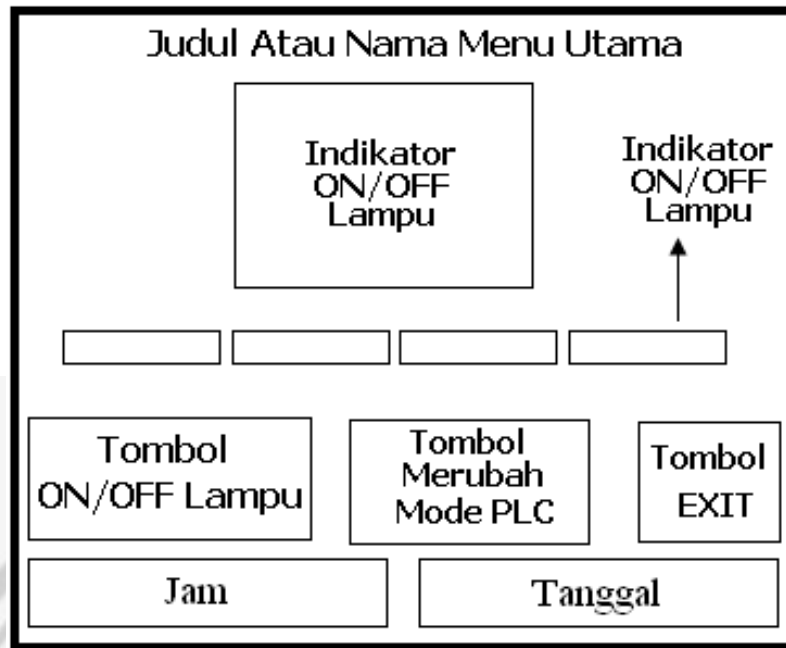 Judul Atau Nama Menu Utama
Indikator
ON/OFF
Lampu
Indikator
ON/OFF
Lampu
Tombol
ON/OFF Lampu
Tombol
Merubah
Mode PLC
Tombol
EXIT
Jam
Tanggal